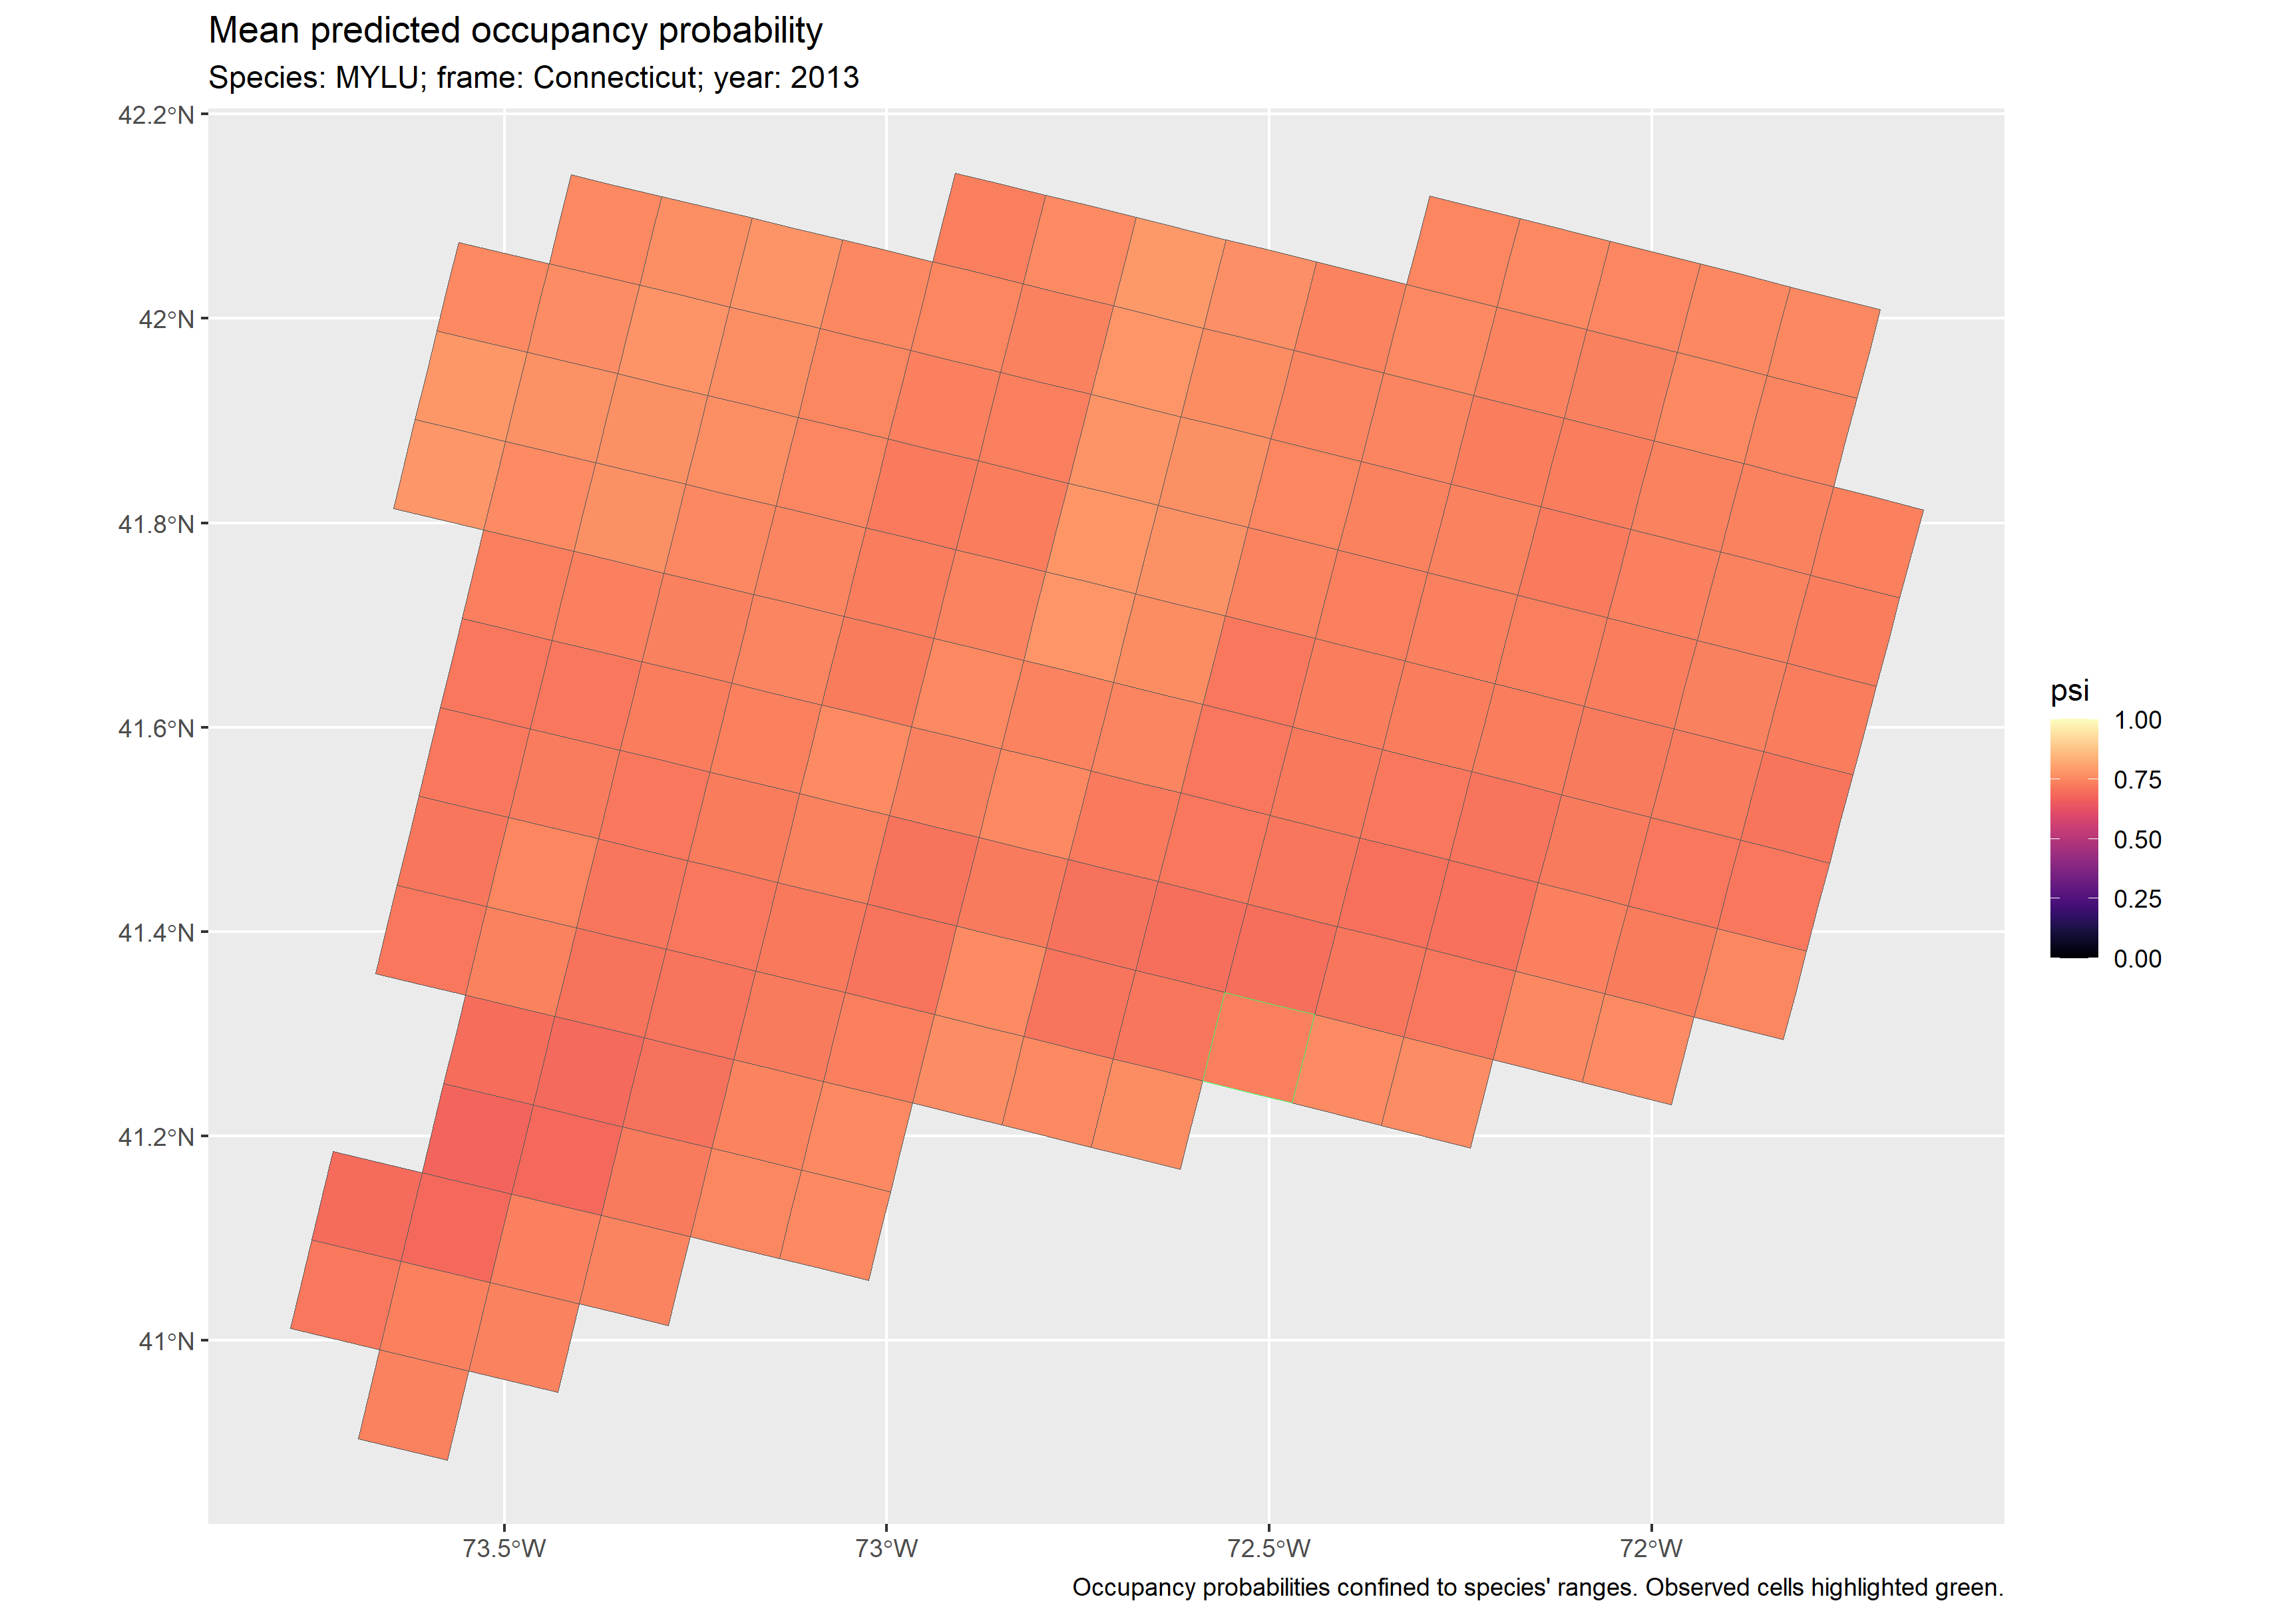 Mean predicted occupancy probability
Species: MYLU; frame: Connecticut; year: 2013
42.2°N
42°N
41.8°N
41.6°N
41.4°N
41.2°N
41°N
73.5°W
73°W
72.5°W
72°W
psi
1.00
0.75
0.50
0.25
0.00
Occupancy probabilities confined to species' ranges. Observed cells highlighted green.